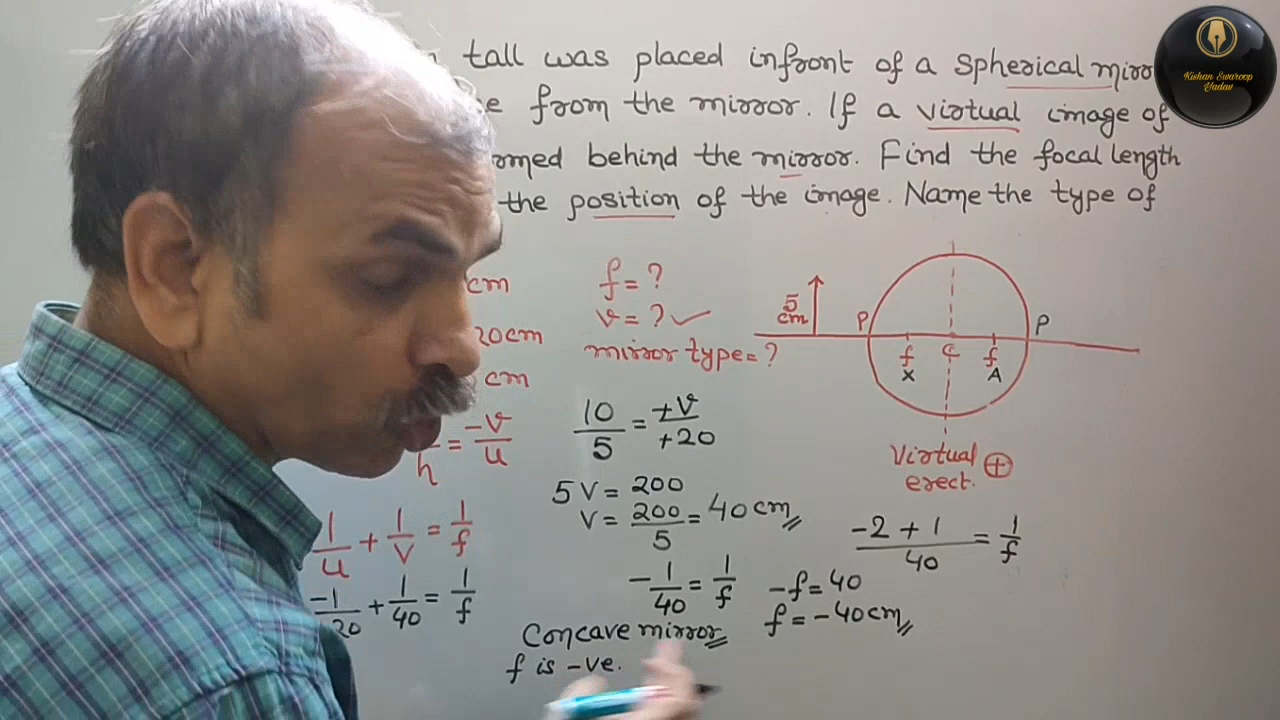 tall was placed infront of a spherical mirr
e from the mirror. If a virtual image of
ormed behind the mirror. Find the focal length
the position of the image. Name the type of
cm
20cm
cm
h = -v/u
1/u + 1/v = 1/f
-1/20 + 1/40 = 1/f
f = ?
v = ? ✓
mirror type = ?
10/5 = +v/+20
5 v = 200
v = 200/5 = 40 cm
-1/40 = 1/f
Concave mirror
f is -ve.
-f = 40
f = -40cm
5 cm
P
P
f
C
f
X
A
Virtual ⊕
erect.
-2 + 1/40 = 1/f
Kishan Swaroop
Yadav